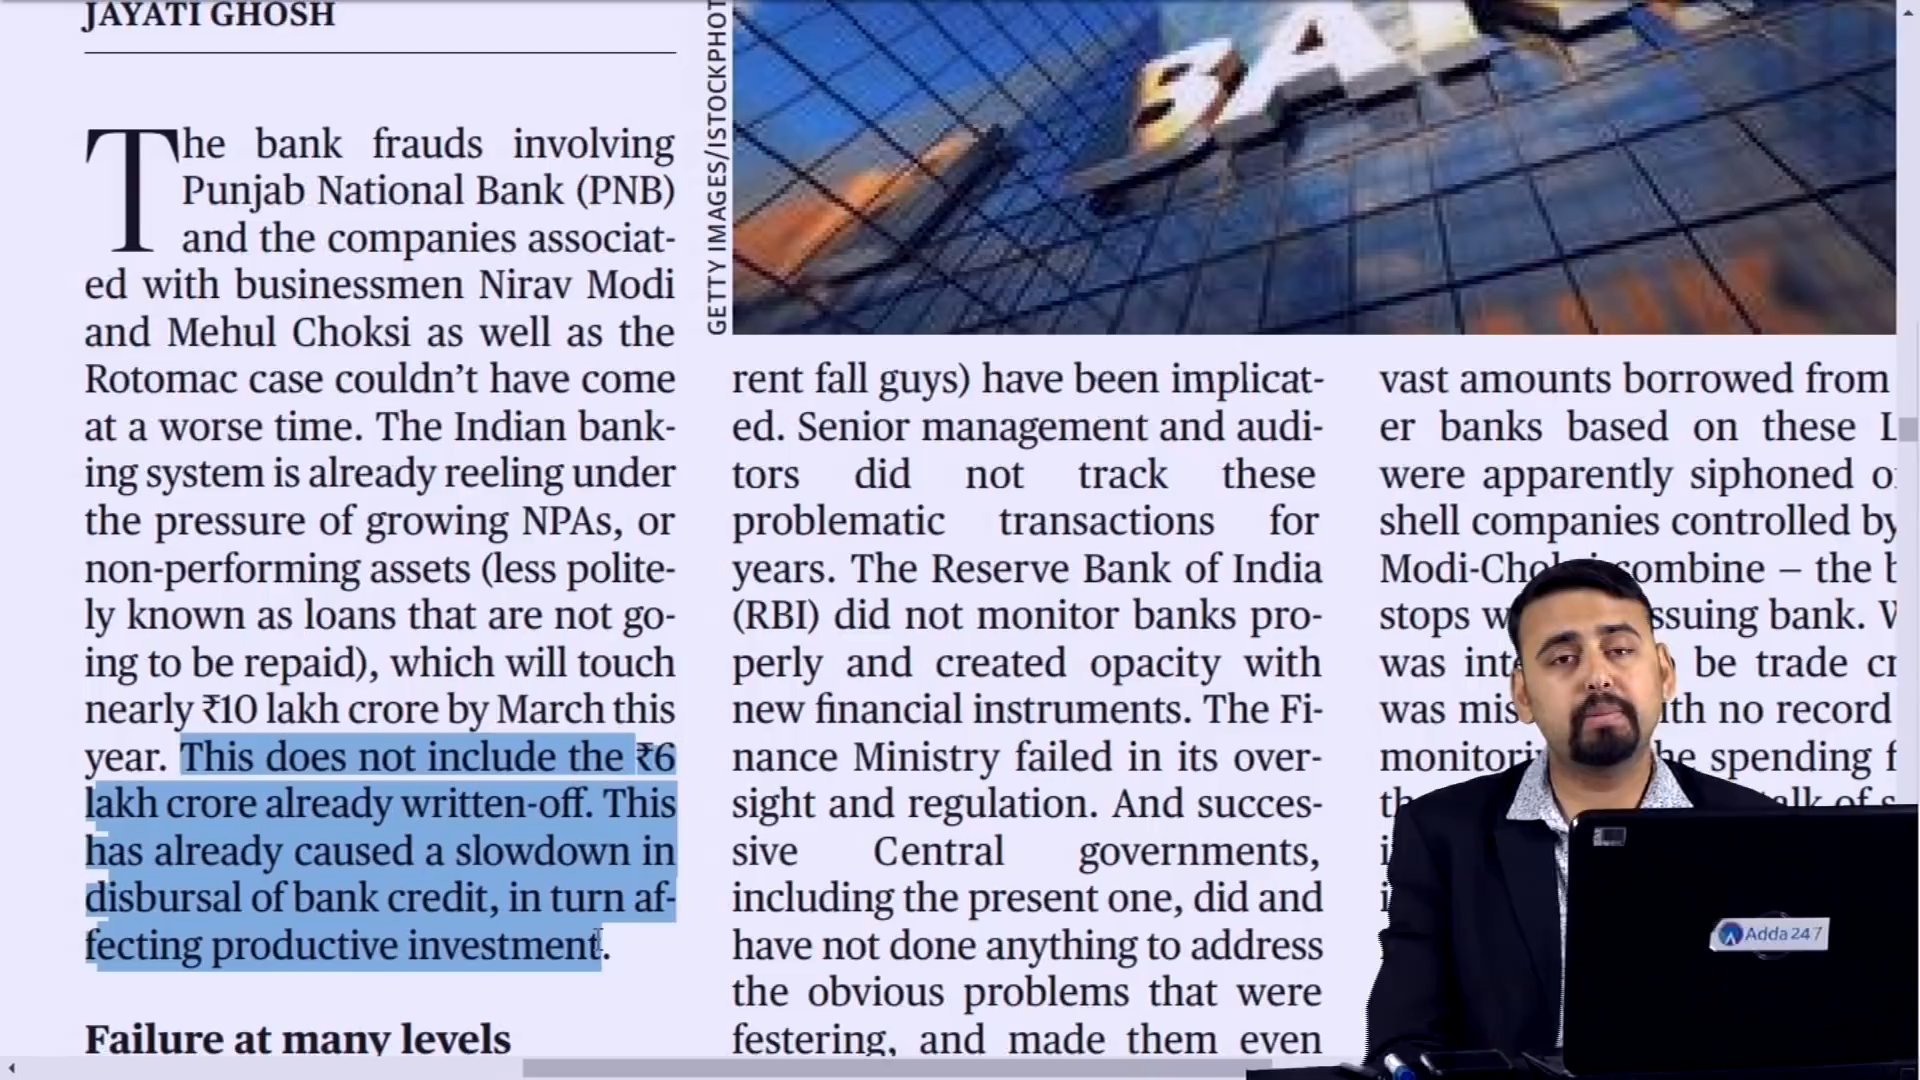 JAYATI GHOSH
The bank frauds involving
Punjab National Bank (PNB)
and the companies associat-
ed with businessmen Nirav Modi
and Mehul Choksi as well as the
Rotomac case couldn’t have come
at a worse time. The Indian bank-
ing system is already reeling under
the pressure of growing NPAs, or
non-performing assets (less polite-
ly known as loans that are not go-
ing to be repaid), which will touch
nearly ₹10 lakh crore by March this
year. This does not include the ₹6
lakh crore already written-off. This
has already caused a slowdown in
disbursal of bank credit, in turn af-
fecting productive investment.
Failure at many levels
GETTY IMAGES/ISTOCKPHOT
rent fall guys) have been implicat-
ed. Senior management and audi-
tors did not track these
problematic transactions for
years. The Reserve Bank of India
(RBI) did not monitor banks pro-
perly and created opacity with
new financial instruments. The Fi-
nance Ministry failed in its over-
sight and regulation. And succes-
sive Central governments,
including the present one, did and
have not done anything to address
the obvious problems that were
festering, and made them even
vast amounts borrowed from
er banks based on these L
were apparently siphoned
shell companies controlled by
combine – the
stops issuing bank.
was be trade
was no record
spending
of
Adda247